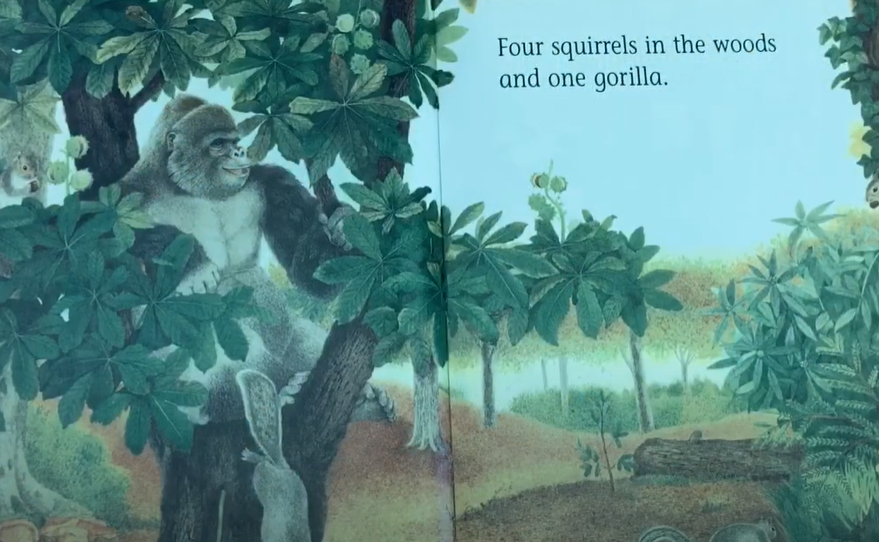 Four squirrels in the woods
and one gorilla.